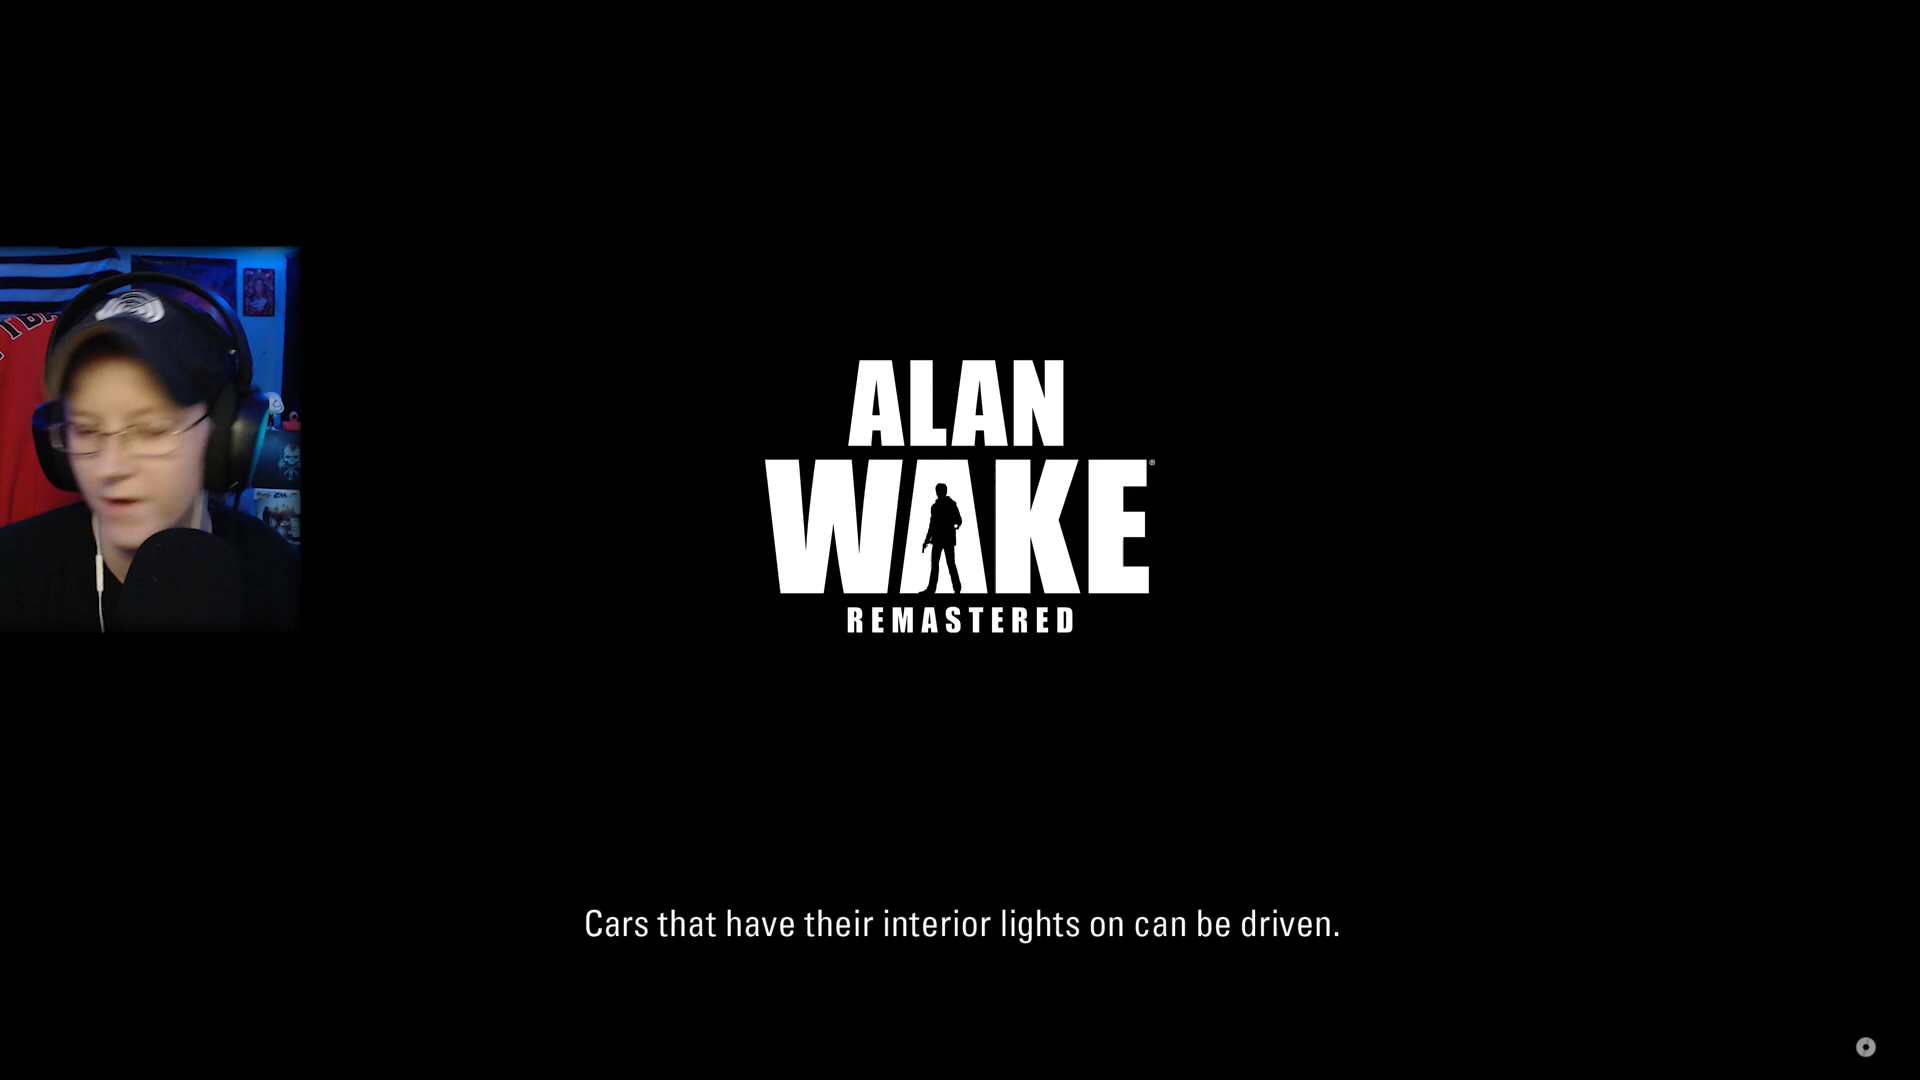 ALAN
WAKE®
REMASTERED
Cars that have their interior lights on can be driven.